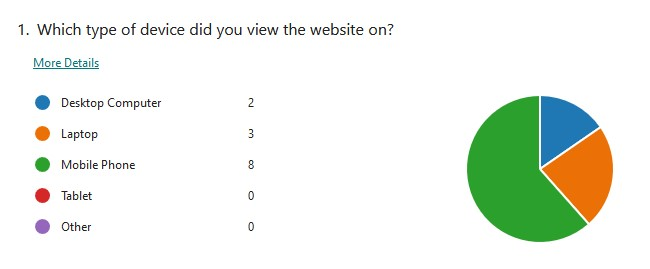 1. Which type of device did you view the website on?
More Details
Desktop Computer 2
Laptop 3
Mobile Phone 8
Tablet 0
Other 0